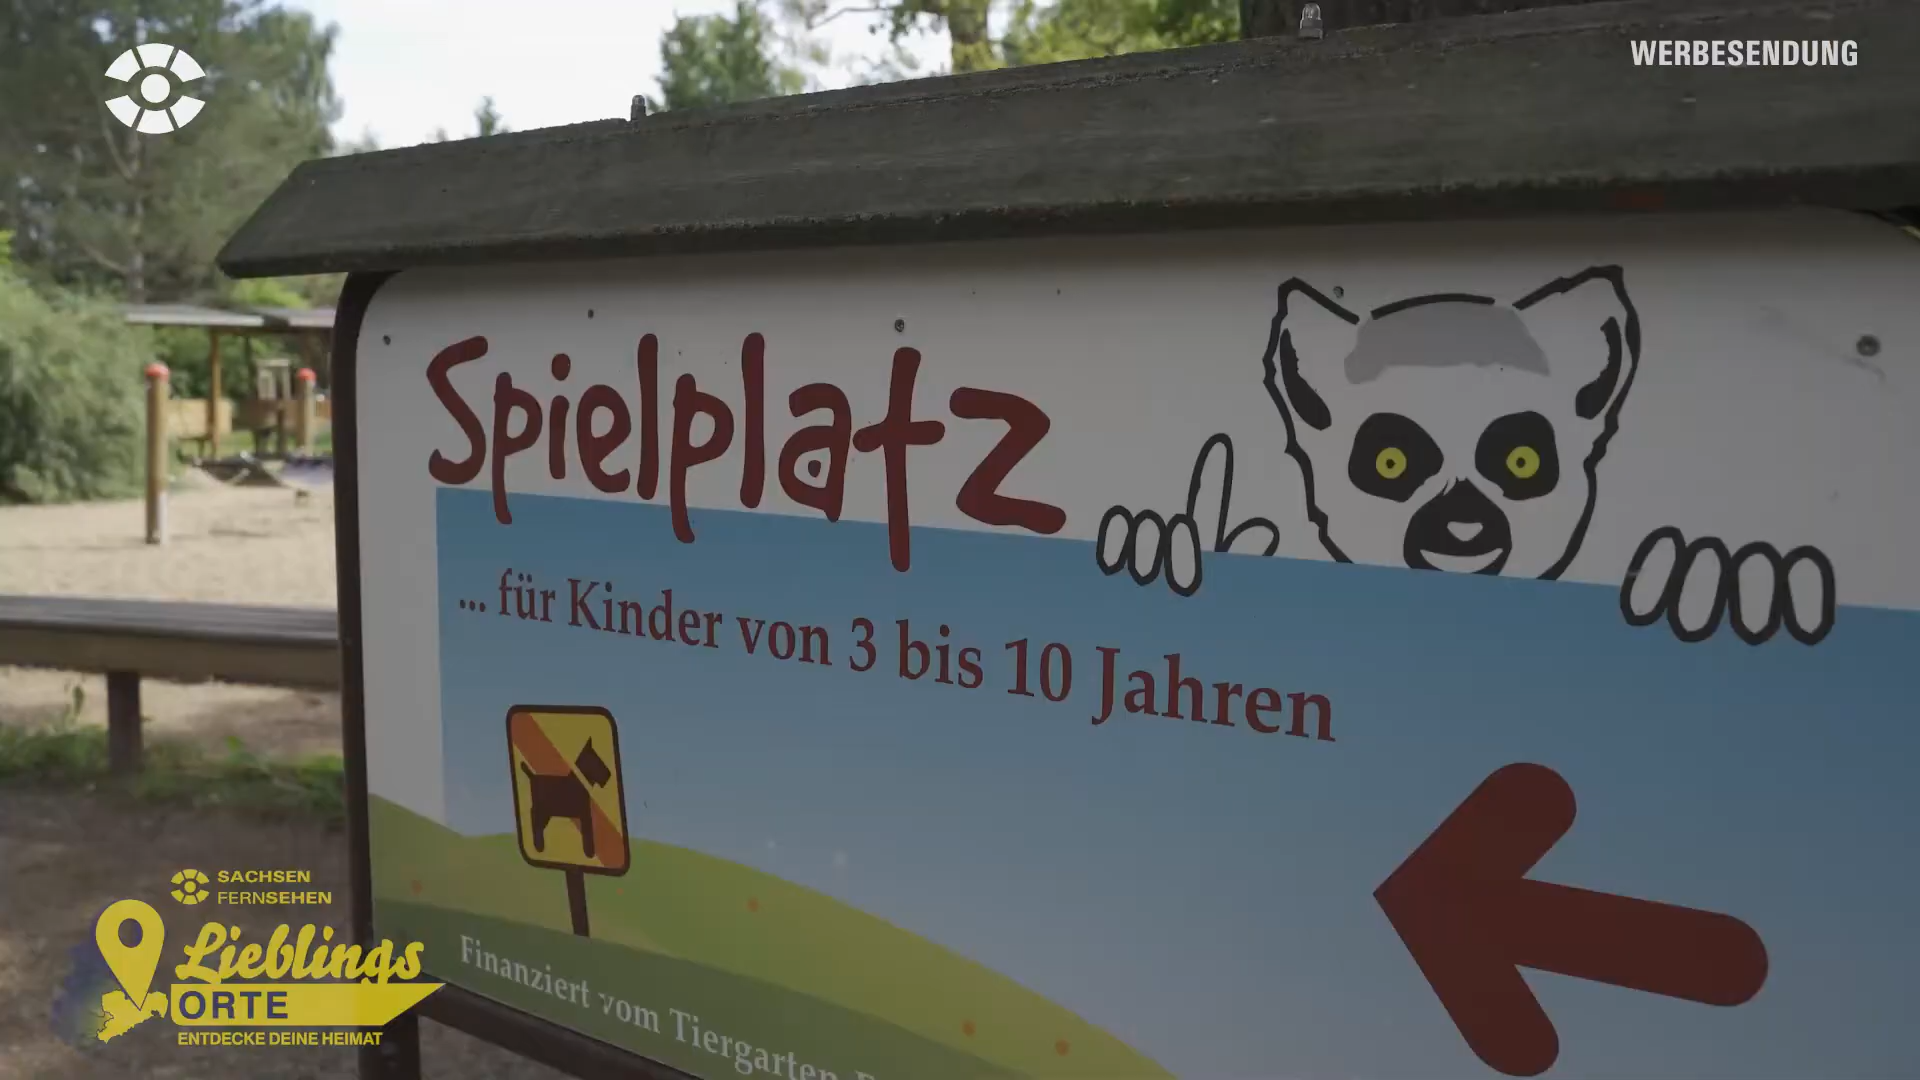 WERBESENDUNG
Spielplatz
... für Kinder von 3 bis 10 Jahren
Finanziert vom Tiergarten
SACHSEN
FERNSEHEN
Lieblings
ORTE
ENTDECKE DEINE HEIMAT